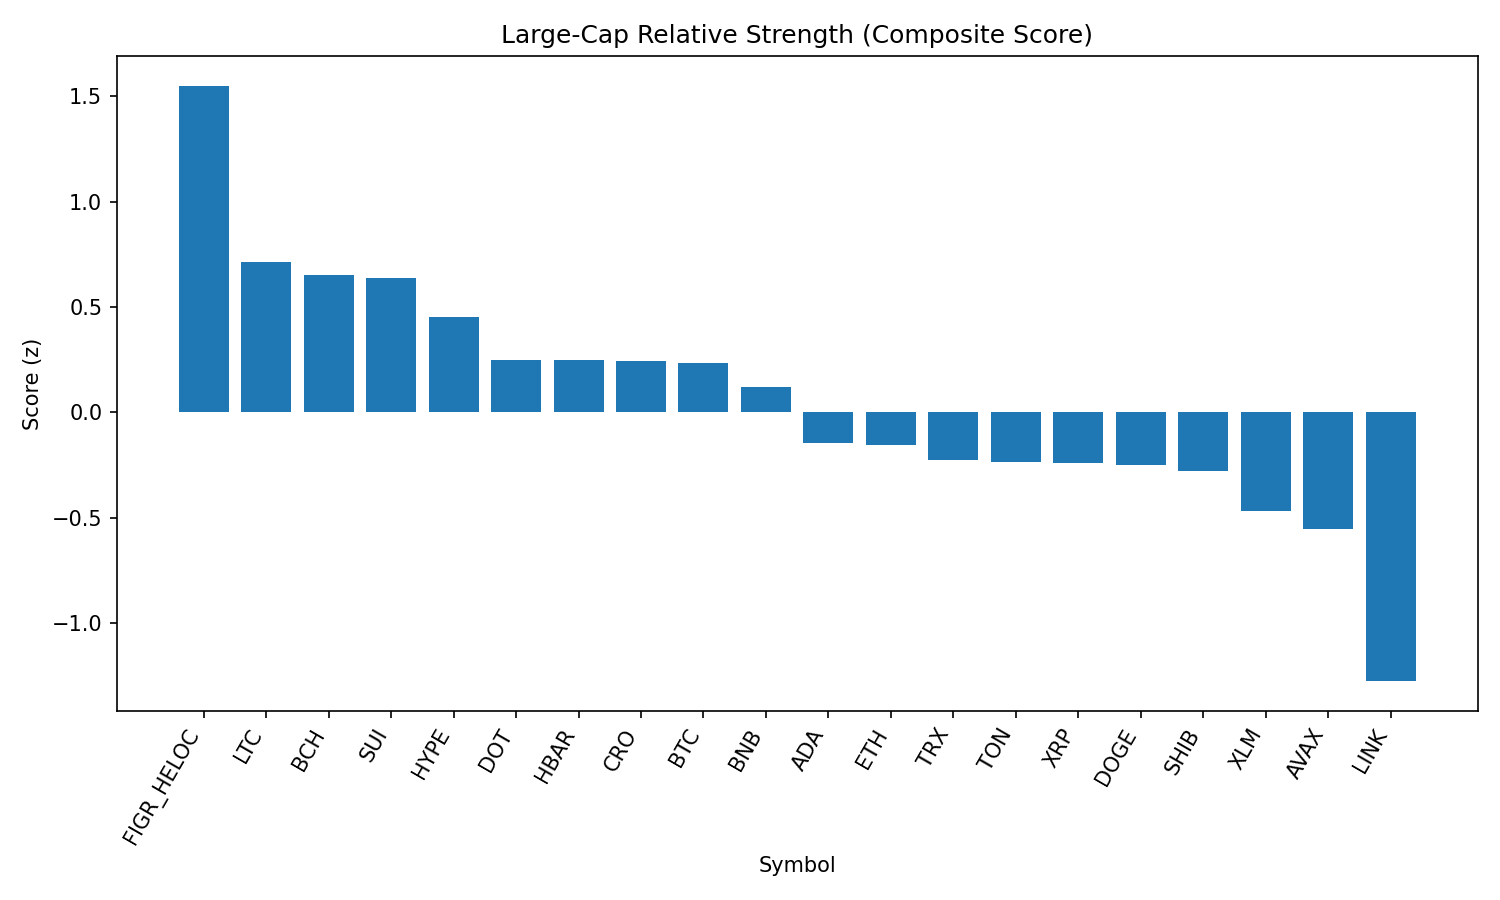 Large-Cap Relative Strength (Composite Score)
Score (z)
1.5
1.0
0.5
0.0
−0.5
−1.0
FIGR_HELOC
LTC
BCH
SUI
HYPE
DOT
HBAR
CRO
BTC
BNB
ADA
ETH
TRX
TON
XRP
DOGE
SHIB
XLM
AVAX
LINK
Symbol